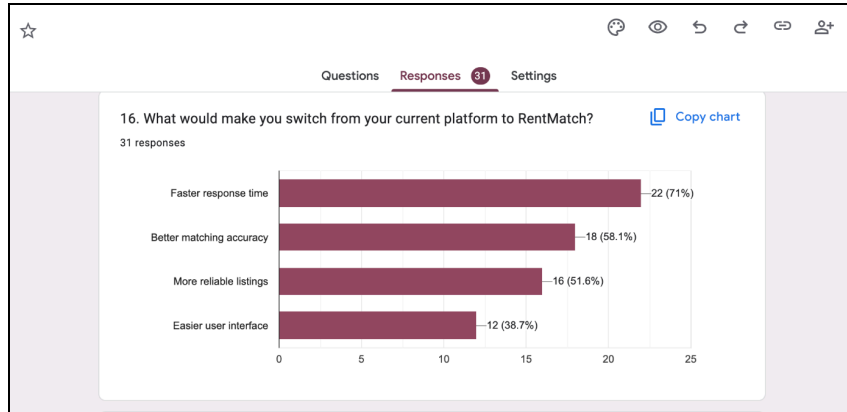 Questions Responses 31 Settings
16. What would make you switch from your current platform to RentMatch?
Copy chart
31 responses
Faster response time 22 (71%)
Better matching accuracy 18 (58.1%)
More reliable listings 16 (51.6%)
Easier user interface 12 (38.7%)
0 5 10 15 20 25